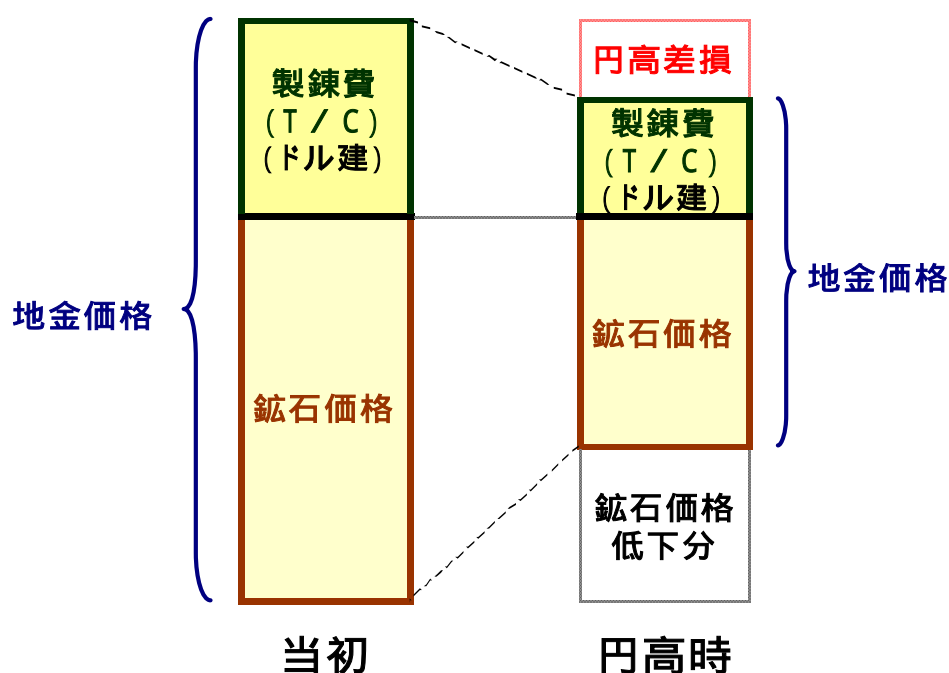 地金価格
製錬費
(T/C)
(ドル建)
鉱石価格
当初
円高差損
製錬費
(T/C)
(ドル建)
鉱石価格
鉱石価格
低下分
円高時
地金価格